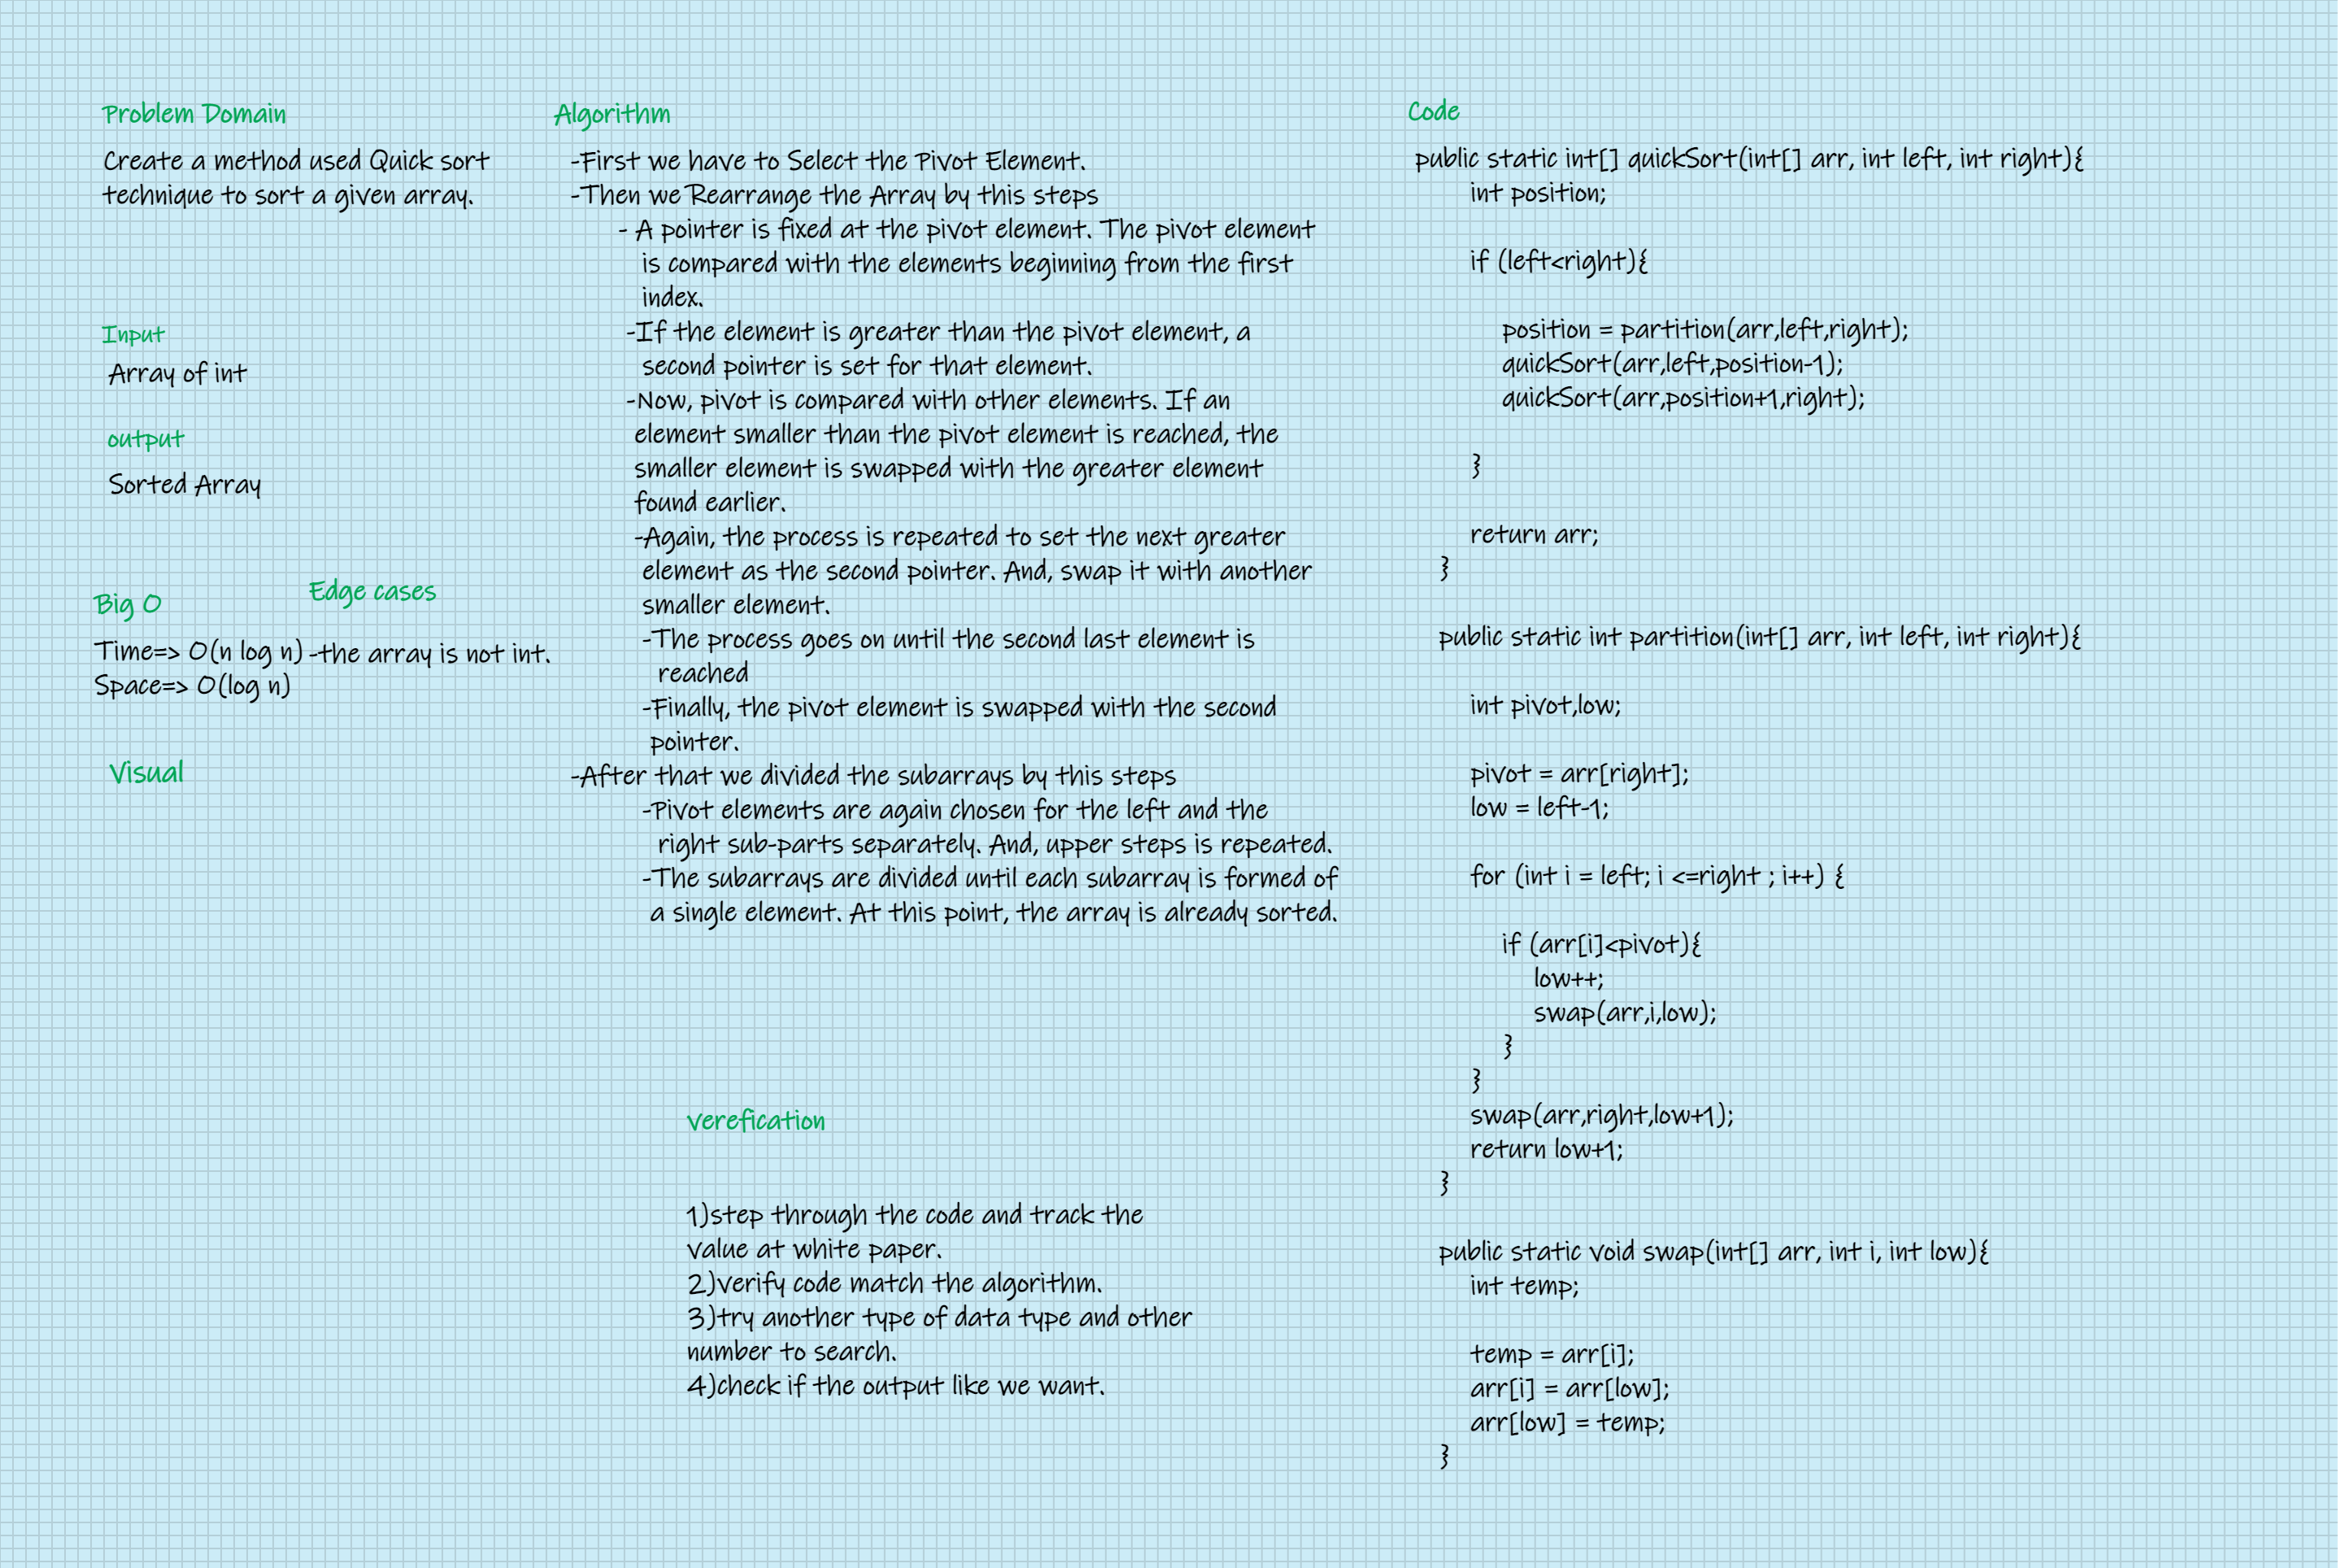 Problem Domain
Create a method used Quick sort
technique to sort a given array.
Input
Array of int
output
Sorted Array
Big O
Time=> O(n log n)
Space=> O(log n)
Edge cases
-the array is not int.
Visual
Algorithm
-First we have to Select the Pivot Element.
-Then we Rearrange the Array by this steps
- A pointer is fixed at the pivot element. The pivot element
is compared with the elements beginning from the first
index.
-If the element is greater than the pivot element, a
second pointer is set for that element.
-Now, pivot is compared with other elements. If an
element smaller than the pivot element is reached, the
smaller element is swapped with the greater element
found earlier.
-Again, the process is repeated to set the next greater
element as the second pointer. And, swap it with another
smaller element.
-The process goes on until the second last element is
reached
-Finally, the pivot element is swapped with the second
pointer.
-After that we divided the subarrays by this steps
-Pivot elements are again chosen for the left and the
right sub-parts separately. And, upper steps is repeated.
-The subarrays are divided until each subarray is formed of
a single element. At this point, the array is already sorted.
verefication
1)step through the code and track the
value at white paper.
2)verify code match the algorithm.
3)try another type of data type and other
number to search.
4)check if the output like we want.
Code
public static int[] quickSort(int[] arr, int left, int right){
int position;
if (left<right){
position = partition(arr,left,right);
quickSort(arr,left,position-1);
quickSort(arr,position+1,right);
}
return arr;
}
public static int partition(int[] arr, int left, int right){
int pivot,low;
pivot = arr[right];
low = left-1;
for (int i = left; i <=right ; i++) {
if (arr[i]<pivot){
low++;
swap(arr,i,low);
}
}
swap(arr,right,low+1);
return low+1;
}
public static void swap(int[] arr, int i, int low){
int temp;
temp = arr[i];
arr[i] = arr[low];
arr[low] = temp;
}